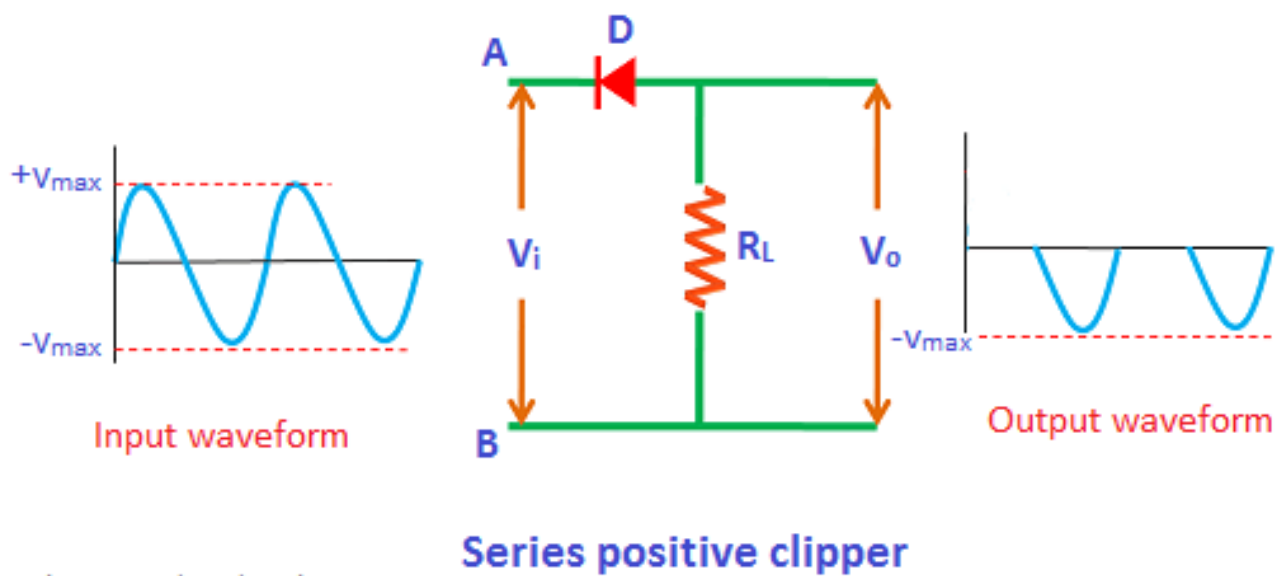 D
A
+Vmax
Vi
RL
Vo
-Vmax
-Vmax
Input waveform
B
Output waveform
Series positive clipper